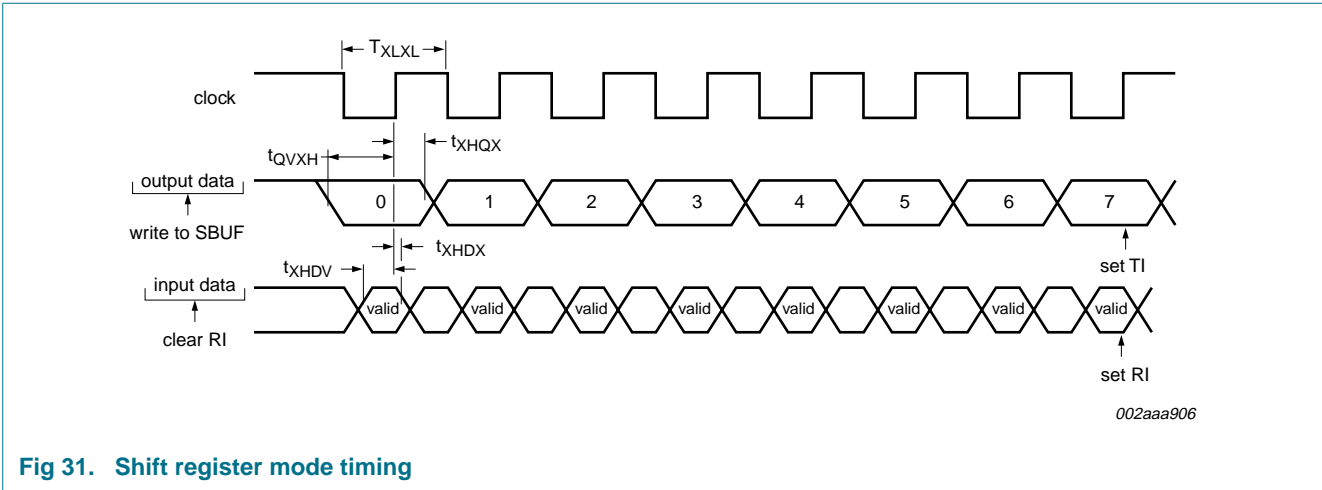 TXLXL
clock
tXHQX
tQVXH
output data
0 1 2 3 4 5 6 7
write to SBUF
tXHDX
set TI
tXHDV
input data
valid valid valid valid valid valid valid valid
clear RI
set RI
002aaa906
Fig 31. Shift register mode timing